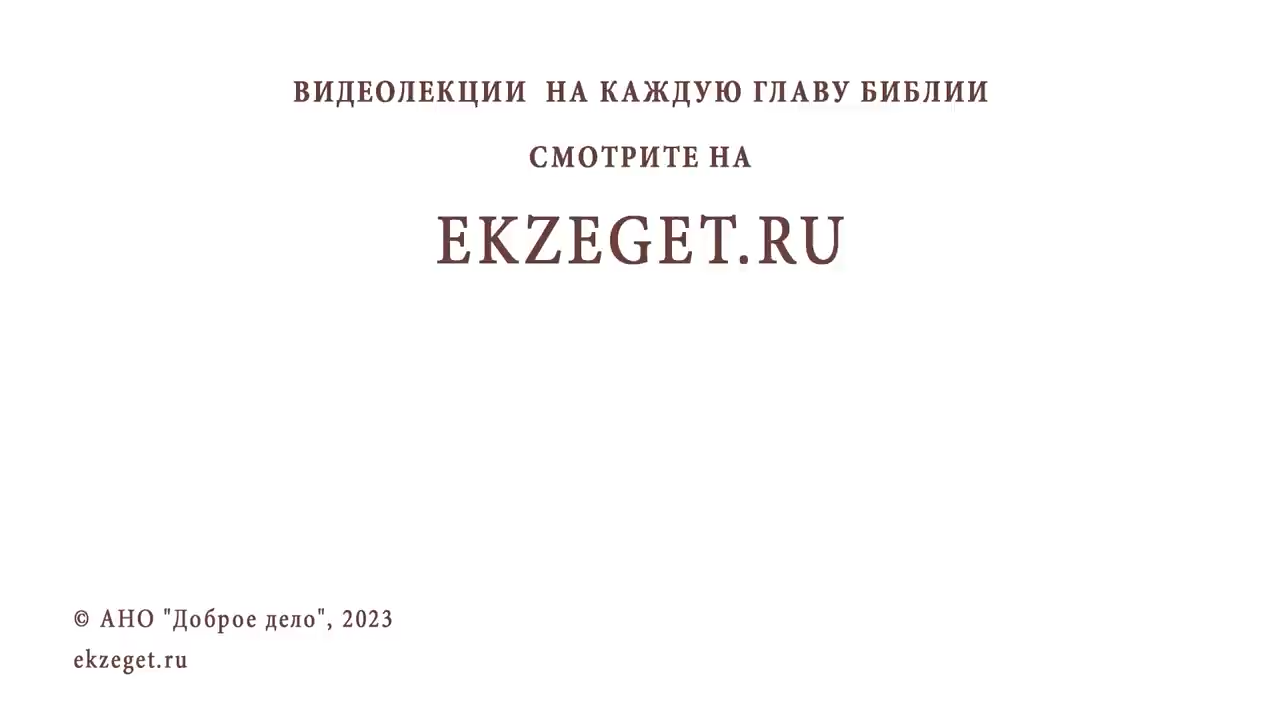 ВИДЕОЛЕКЦИИ НА КАЖДУЮ ГЛАВУ БИБЛИИ
СМОТРИТЕ НА
EKZEGET.RU
© АНО "Доброе дело", 2023
ekzeget.ru